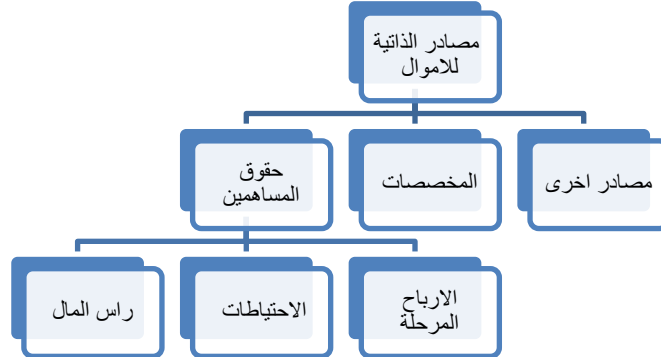 مصادر الذاتية
للاموال
مصادر اخرى
المخصصات
حقوق
المساهمين
الارباح
المرحلة
الاحتياطات
راس المال